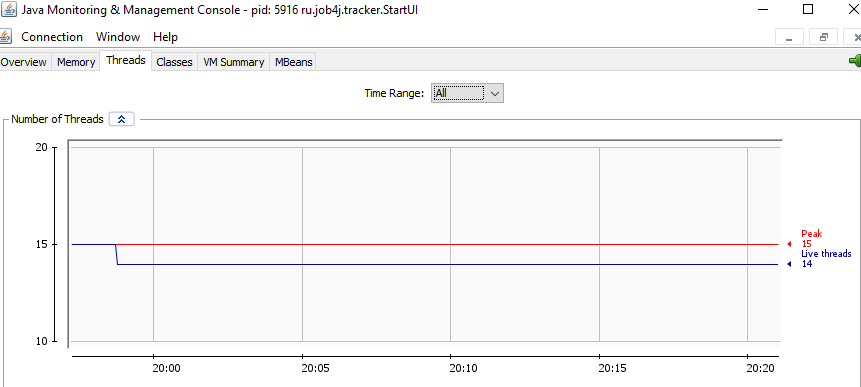 Java Monitoring & Management Console - pid: 5916 ru.job4j.tracker.StartUI
Connection Window Help
Overview Memory Threads Classes VM Summary MBeans
Time Range: All
Number of Threads
20
15
10
Peak
15
Live threads
14
20:00 20:05 20:10 20:15 20:20